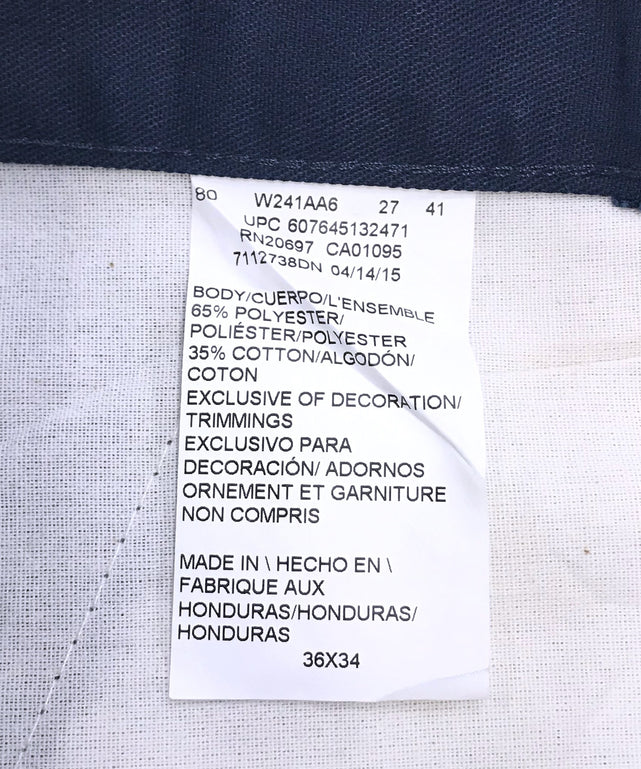 80 W241AA6 27 41
UPC 607645132471
RN20697 CA01095
7112738DN 04/14/15
BODY/CUERPO/L'ENSEMBLE
65% POLYESTER/
POLIÉSTER/POLYESTER
35% COTTON/ALGODÓN/
COTON
EXCLUSIVE OF DECORATION/
TRIMMINGS
EXCLUSIVO PARA
DECORACIÓN/ ADORNOS
ORNEMENT ET GARNITURE
NON COMPRIS
MADE IN \ HECHO EN \
FABRIQUE AUX
HONDURAS/HONDURAS/
HONDURAS
36X34